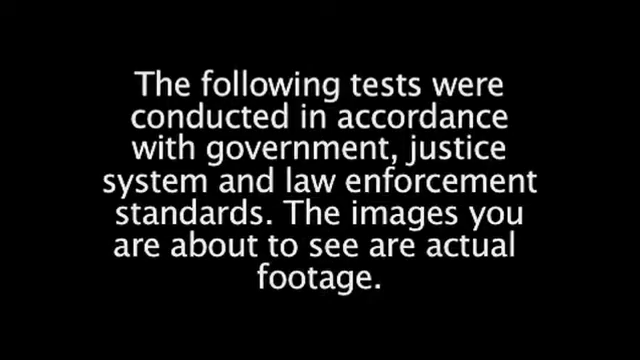 The following tests were
conducted in accordance
with government, justice
system and law enforcement
standards. The images you
are about to see are actual
footage.